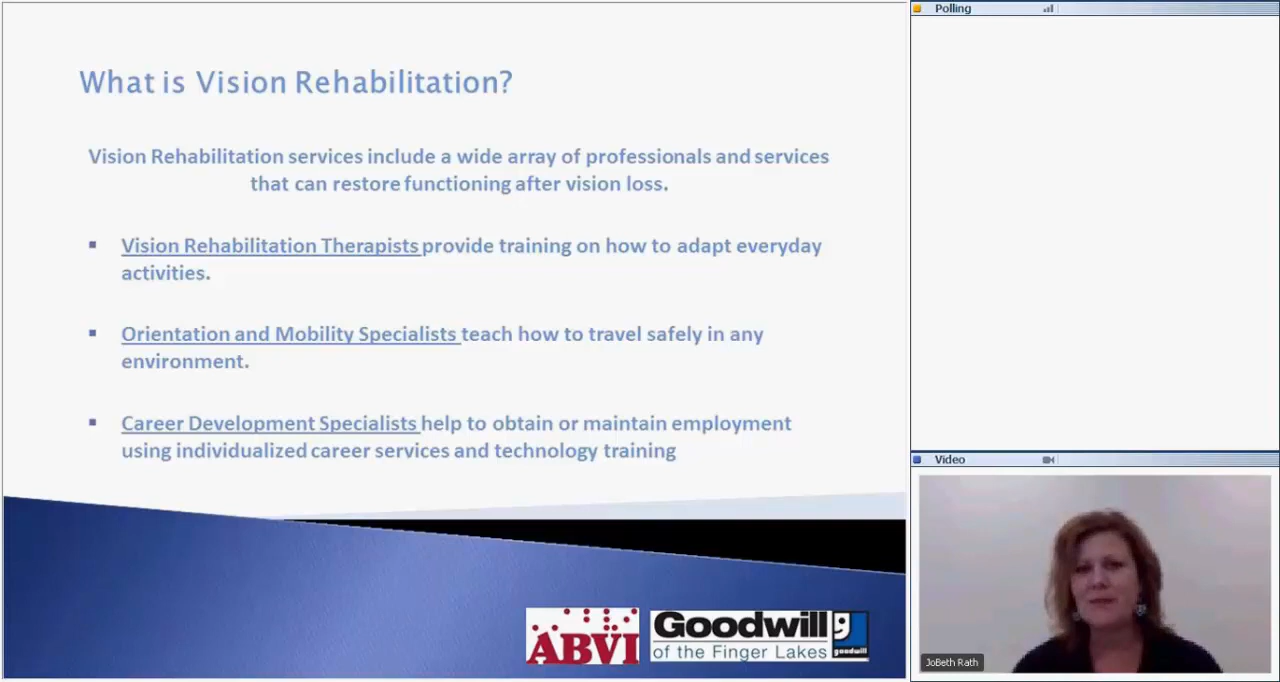 What is Vision Rehabilitation?
Vision Rehabilitation services include a wide array of professionals and services
that can restore functioning after vision loss.
▪ Vision Rehabilitation Therapists provide training on how to adapt everyday
activities.
▪ Orientation and Mobility Specialists teach how to travel safely in any
environment.
▪ Career Development Specialists help to obtain or maintain employment
using individualized career services and technology training
ABVI
Goodwill
of the Finger Lakes
goodwill
Polling
Video
JoBeth Rath